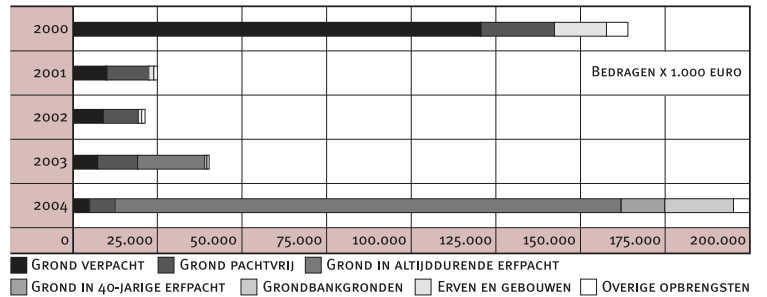 2000
2001
BEDRAGEN X 1.000 EURO
2002
2003
2004
0 25.000 50.000 75.000 100.000 125.000 150.000 175.000 200.000
GROND VERPACHT GROND PACHTVRIJ GROND IN ALTIJDDURENDE ERFPACHT
GROND IN 40-JARIGE ERFPACHT GRONDBANKGRONDEN ERVEN EN GEBOUWEN OVERIGE OPBRENGSTEN